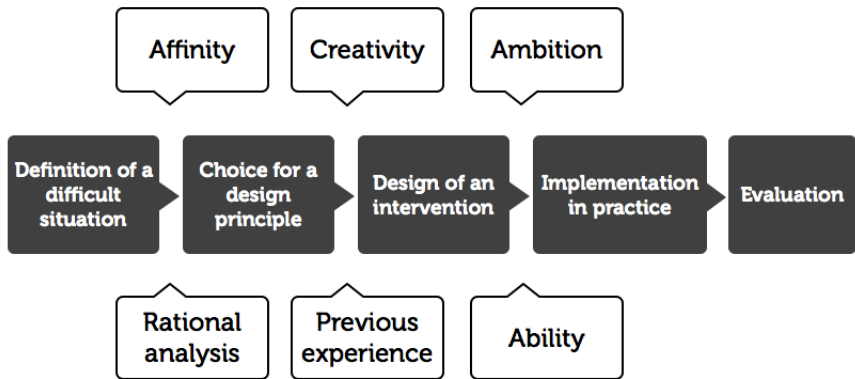 Affinity
Creativity
Ambition
Definition of a
difficult
situation
Choice for a
design
principle
Design of an
intervention
Implementation
in practice
Evaluation
Rational
analysis
Previous
experience
Ability